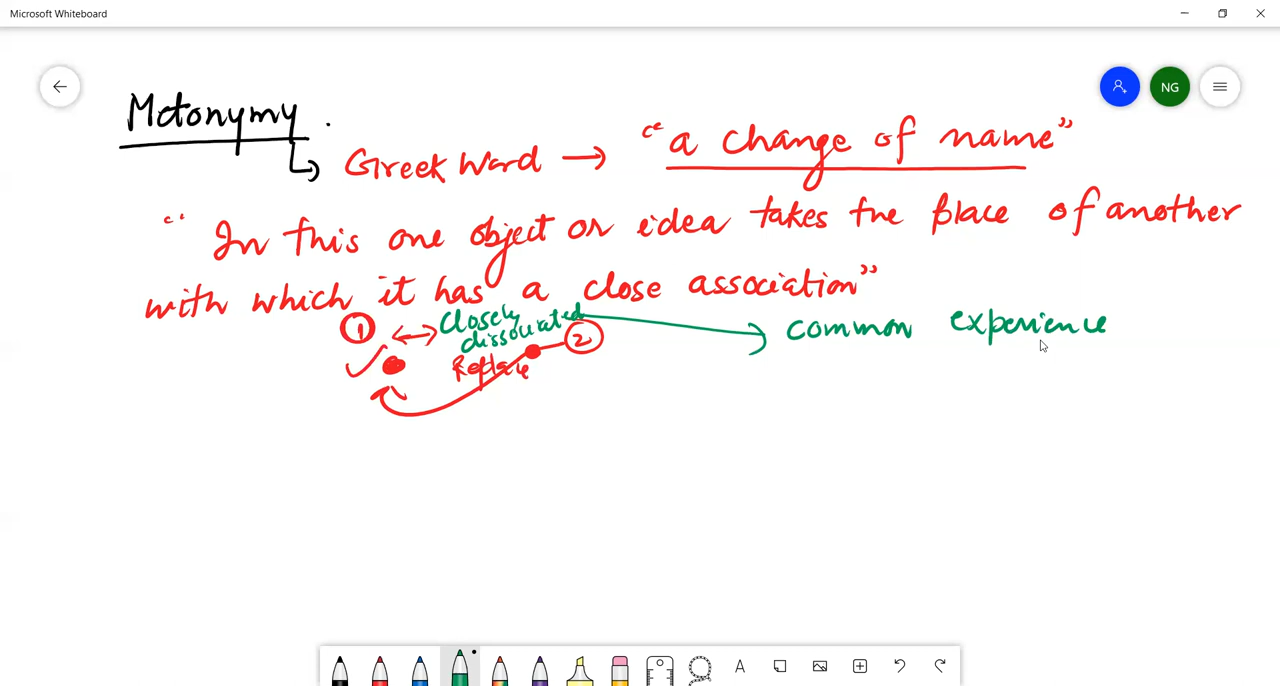 Microsoft Whiteboard
NG
Metonymy.
Greek Word → "a change of name"
"In this one object or idea takes the place of another
with which it has a close association"
① ↔ Closely
dissociated ②
common experience
Replace
A